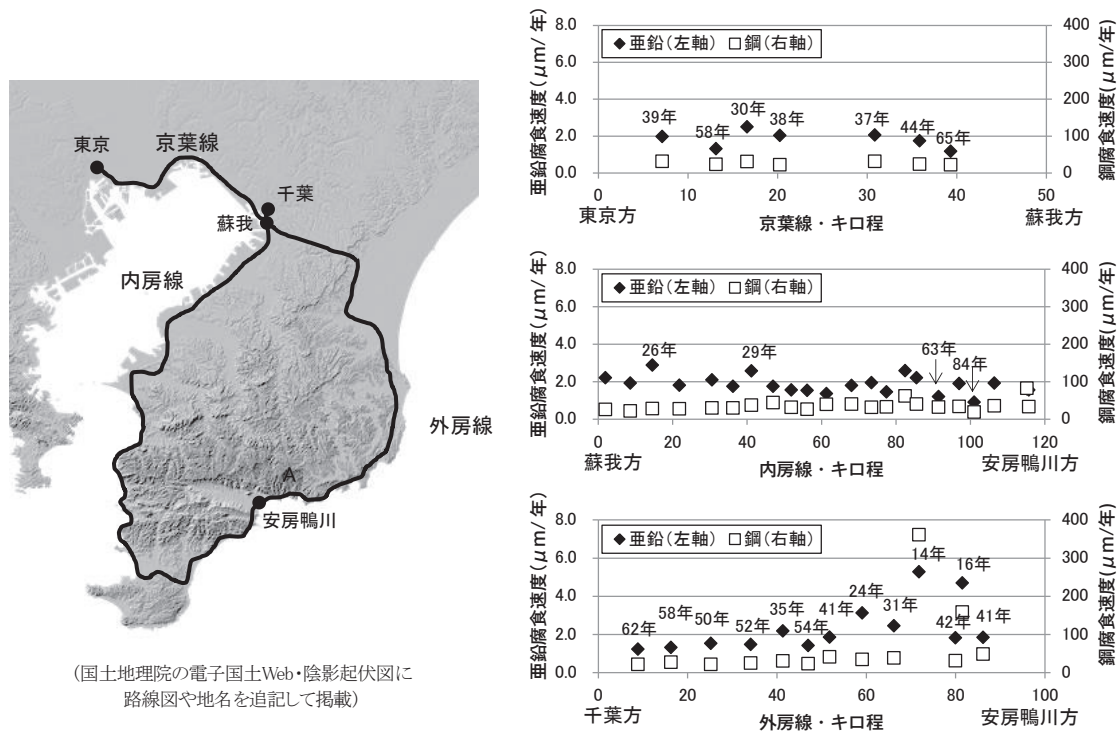 東京
京葉線
千葉
蘇我
内房線
外房線
A
安房鴨川
(国土地理院の電子国土Web・陰影起伏図に
路線図や地名を追記して掲載)
亜鉛腐食速度(μm/年)
8.0
6.0
4.0
2.0
0.0
◆亜鉛(左軸) □鋼(右軸)
39年
58年
30年
38年
37年
44年
65年
400
300
200
100
0
鋼腐食速度(μm/年)
0 10 20 30 40 50
東京方 京葉線・キロ程 蘇我方
亜鉛腐食速度(μm/年)
8.0
6.0
4.0
2.0
0.0
◆亜鉛(左軸) □鋼(右軸)
26年
29年
63年
84年
400
300
200
100
0
鋼腐食速度(μm/年)
0 20 40 60 80 100 120
蘇我方 内房線・キロ程 安房鴨川方
亜鉛腐食速度(μm/年)
8.0
6.0
4.0
2.0
0.0
◆亜鉛(左軸) □鋼(右軸)
62年
58年
50年
52年
35年
54年
41年
24年
31年
14年
42年
16年
41年
400
300
200
100
0
鋼腐食速度(μm/年)
0 20 40 60 80 100
千葉方 外房線・キロ程 安房鴨川方